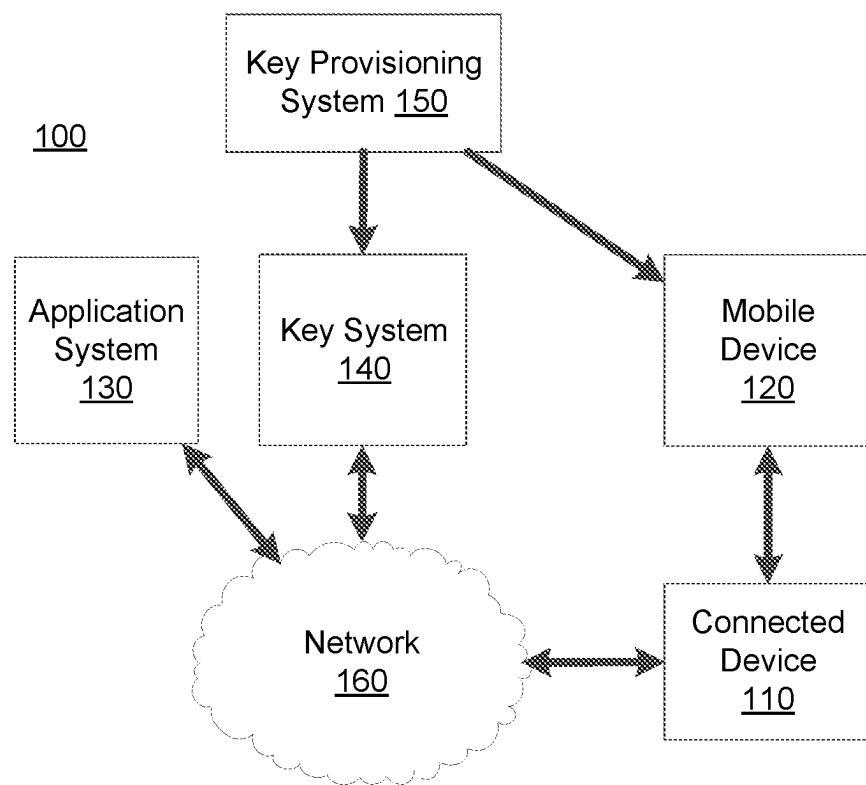 Key Provisioning
System 150
100
Application
System
130
Key System
140
Mobile
Device
120
Network
160
Connected
Device
110